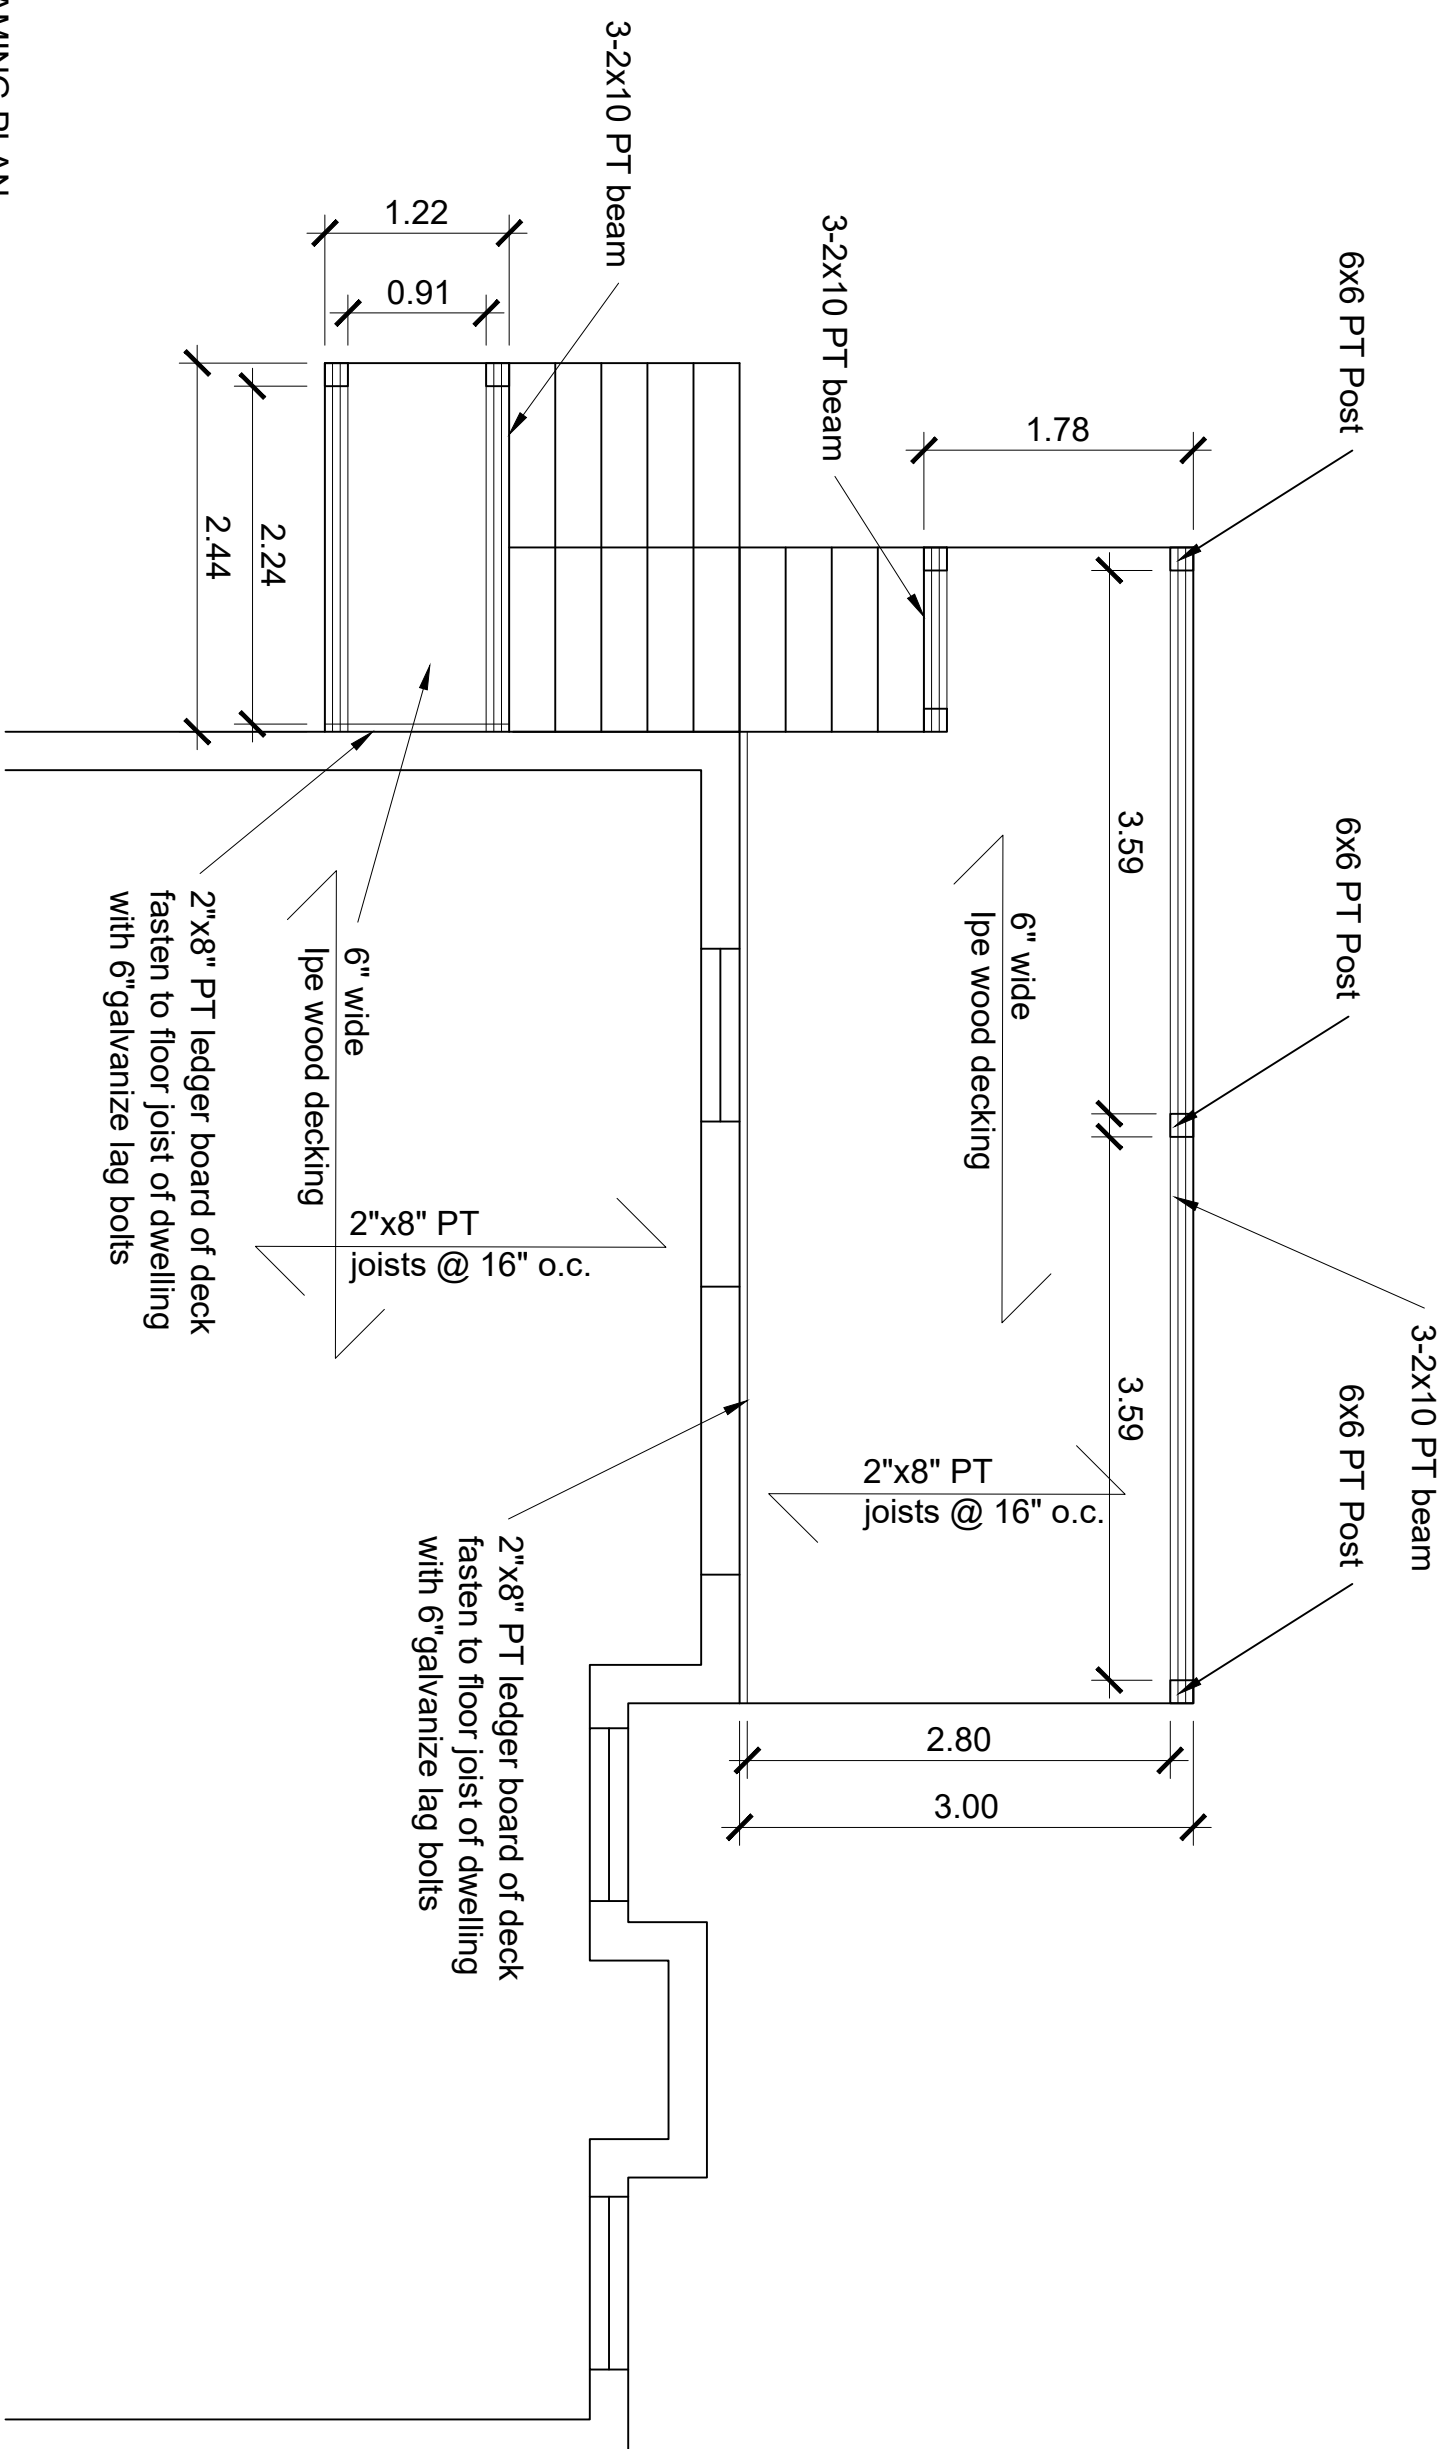 6x6 PT Post
6x6 PT Post
3-2x10 PT beam
6x6 PT Post
3-2x10 PT beam
1.78
3.59
3.59
3-2x10 PT beam
6" wide
Ipe wood decking
2"x8" PT
joists @ 16" o.c.
2.80
3.00
1.22
0.91
2.24
2.44
6" wide
Ipe wood decking
2"x8" PT
joists @ 16" o.c.
2"x8" PT ledger board of deck
fasten to floor joist of dwelling
with 6"galvanize lag bolts
2"x8" PT ledger board of deck
fasten to floor joist of dwelling
with 6"galvanize lag bolts
PLAN